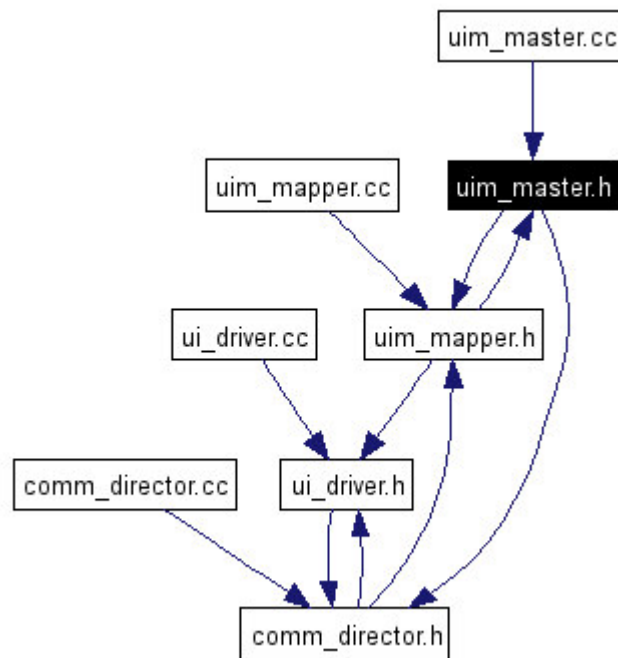 uim_master.cc
uim_mapper.cc
uim_master.h
ui_driver.cc
uim_mapper.h
comm_director.cc
ui_driver.h
comm_director.h